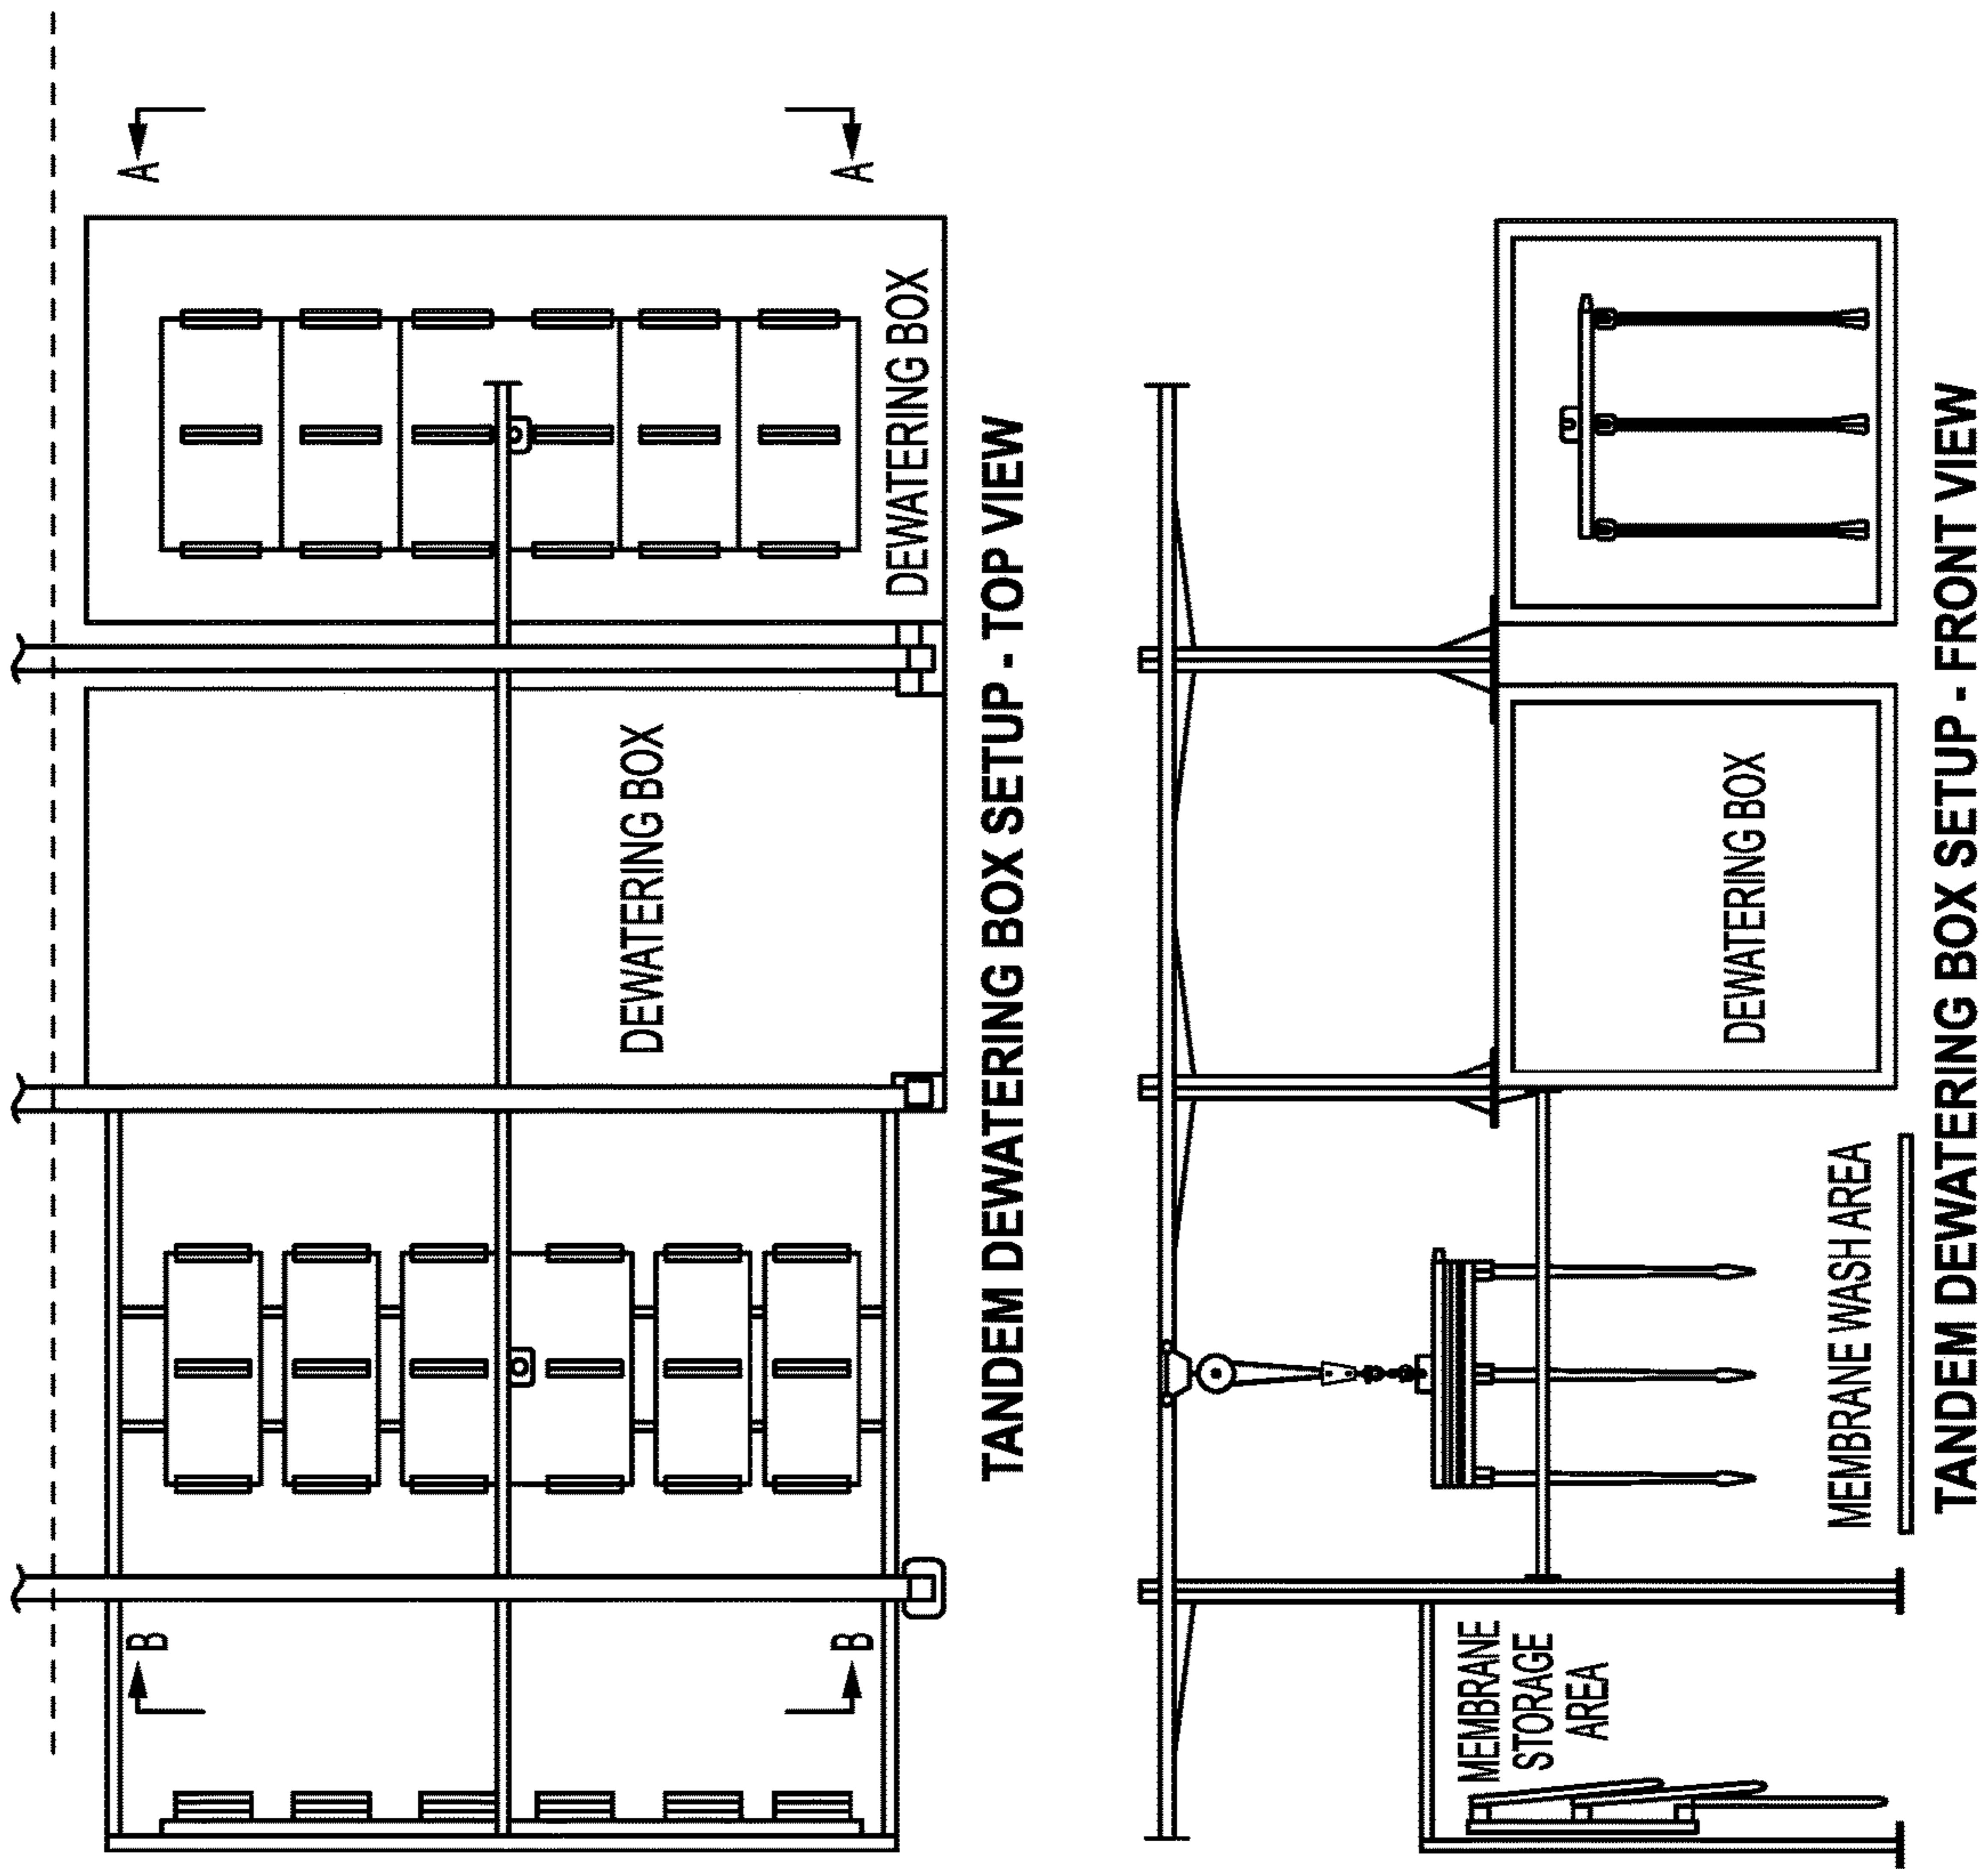 A
A
DEWATERING BOX
DEWATERING BOX
B
B
TANDEM DEWATERING BOX SETUP - TOP VIEW
DEWATERING BOX
MEMBRANE WASH AREA
MEMBRANE
STORAGE
AREA
TANDEM DEWATERING BOX SETUP - FRONT VIEW